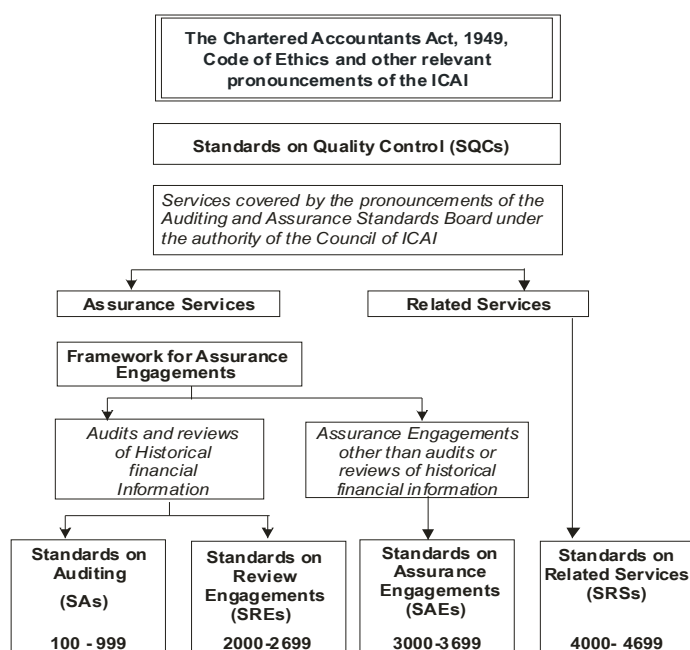 The Chartered Accountants Act, 1949,
Code of Ethics and other relevant
pronouncements of the ICAI
Standards on Quality Control (SQCs)
Services covered by the pronouncements of the
Auditing and Assurance Standards Board under
the authority of the Council of ICAI
Assurance Services
Related Services
Framework for Assurance
Engagements
Audits and reviews
of Historical
financial
Information
Assurance Engagements
other than audits or
reviews of historical
financial information
Standards on
Auditing
(SAs)
100 - 999
Standards on
Review
Engagements
(SREs)
2000-2699
Standards on
Assurance
Engagements
(SAEs)
3000-3699
Standards on
Related Services
(SRSs)
4000- 4699